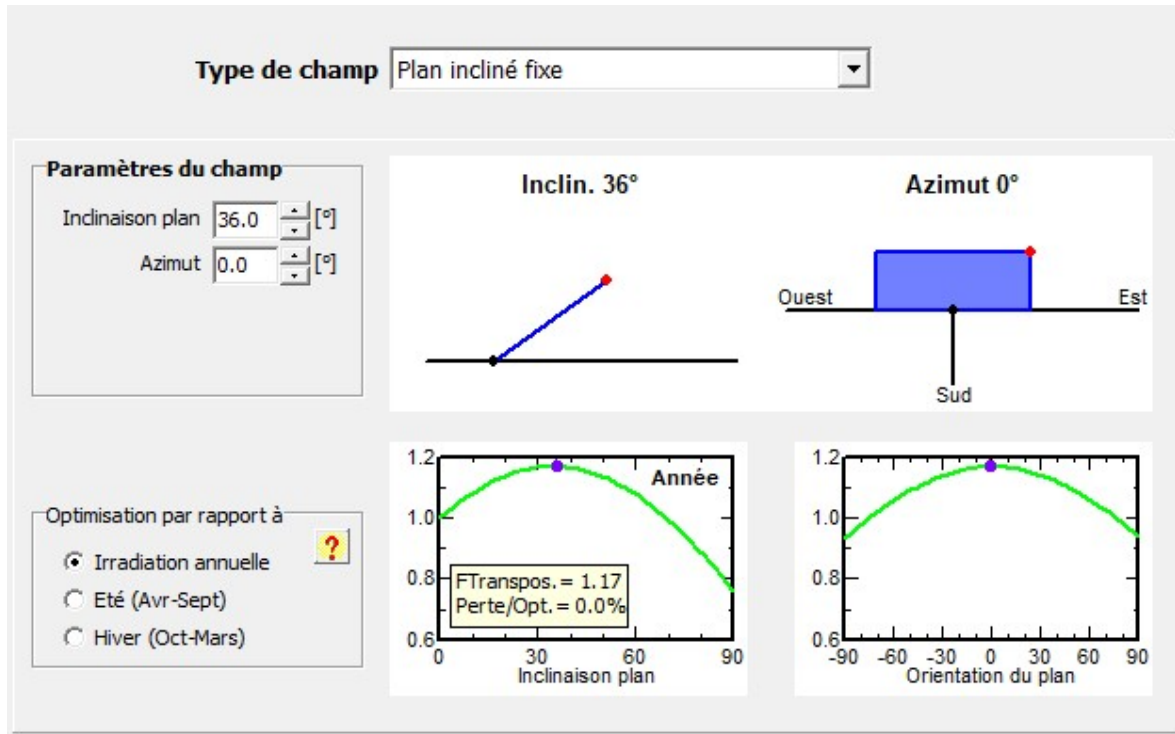 Type de champ Plan incliné fixe
Paramètres du champ
Inclinaison plan 36.0 [°]
Azimut 0.0 [°]
Inclin. 36°
Azimut 0°
Ouest Est
Sud
Optimisation par rapport à
?
Irradiation annuelle
Eté (Avr-Sept)
Hiver (Oct-Mars)
Année
1.2
1.0
0.8
0.6
FTranspos. = 1.17
Perte/Opt. = 0.0%
0 30 60 90
Inclinaison plan
1.2
1.0
0.8
0.6
-90 -60 -30 0 30 60 90
Orientation du plan